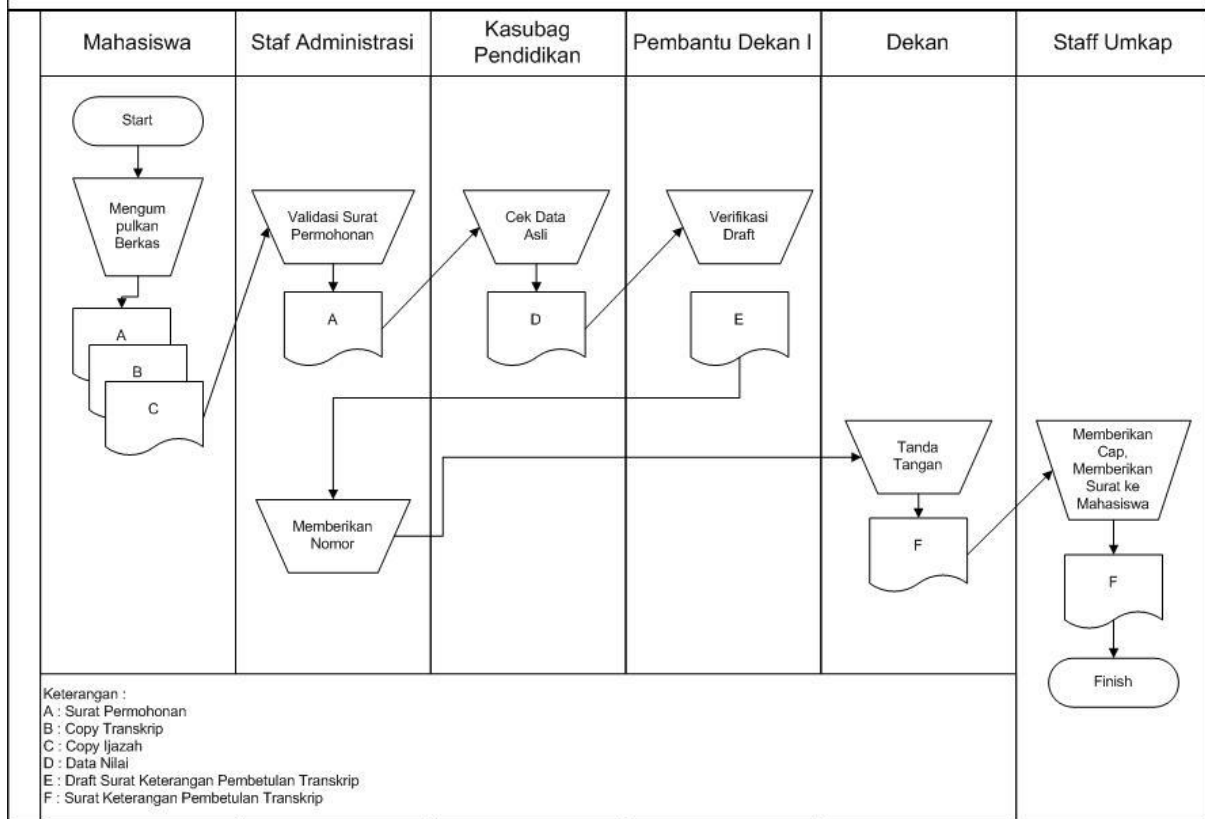 Mahasiswa
Staf Administrasi
Kasubag
Pendidikan
Pembantu Dekan I
Dekan
Staff Umkap
Start
Mengum
pulkan
Berkas
A
B
C
Validasi Surat
Permohonan
A
Cek Data
Asli
D
Verifikasi
Draft
E
Memberikan
Nomor
Tanda
Tangan
F
Memberikan
Cap,
Memberikan
Surat ke
Mahasiswa
F
Finish
Keterangan :
A : Surat Permohonan
B : Copy Transkrip
C : Copy Ijazah
D : Data Nilai
E : Draft Surat Keterangan Pembetulan Transkrip
F : Surat Keterangan Pembetulan Transkrip